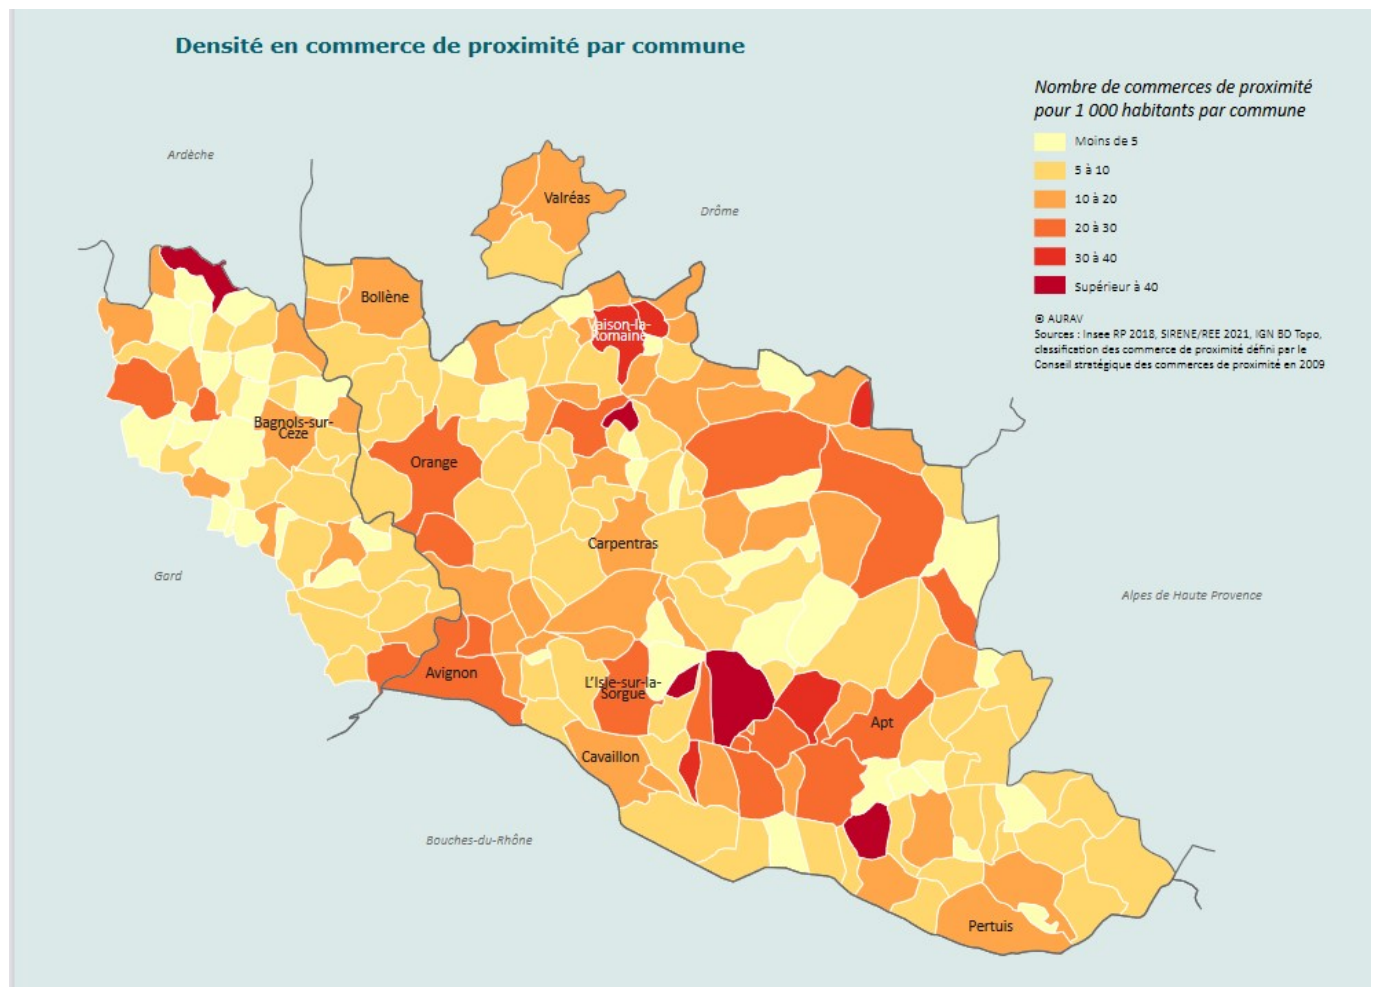 Densité en commerce de proximité par commune
Nombre de commerces de proximité
pour 1 000 habitants par commune
Moins de 5
5 à 10
10 à 20
20 à 30
30 à 40
Supérieur à 40
© AURAV
Sources : Insee RP 2018, SIRENE/REE 2021, IGN BD Topo,
classification des commerce de proximité défini par le
Conseil stratégique des commerces de proximité en 2009
Ardèche
Valréas
Drôme
Bollène
Vaison-la-
Romaine
Bagnols-sur-
Cèze
Orange
Carpentras
Gard
Alpes de Haute Provence
Avignon
L'Isle-sur-la-
Sorgue
Apt
Cavaillon
Bouches-du-Rhône
Pertuis